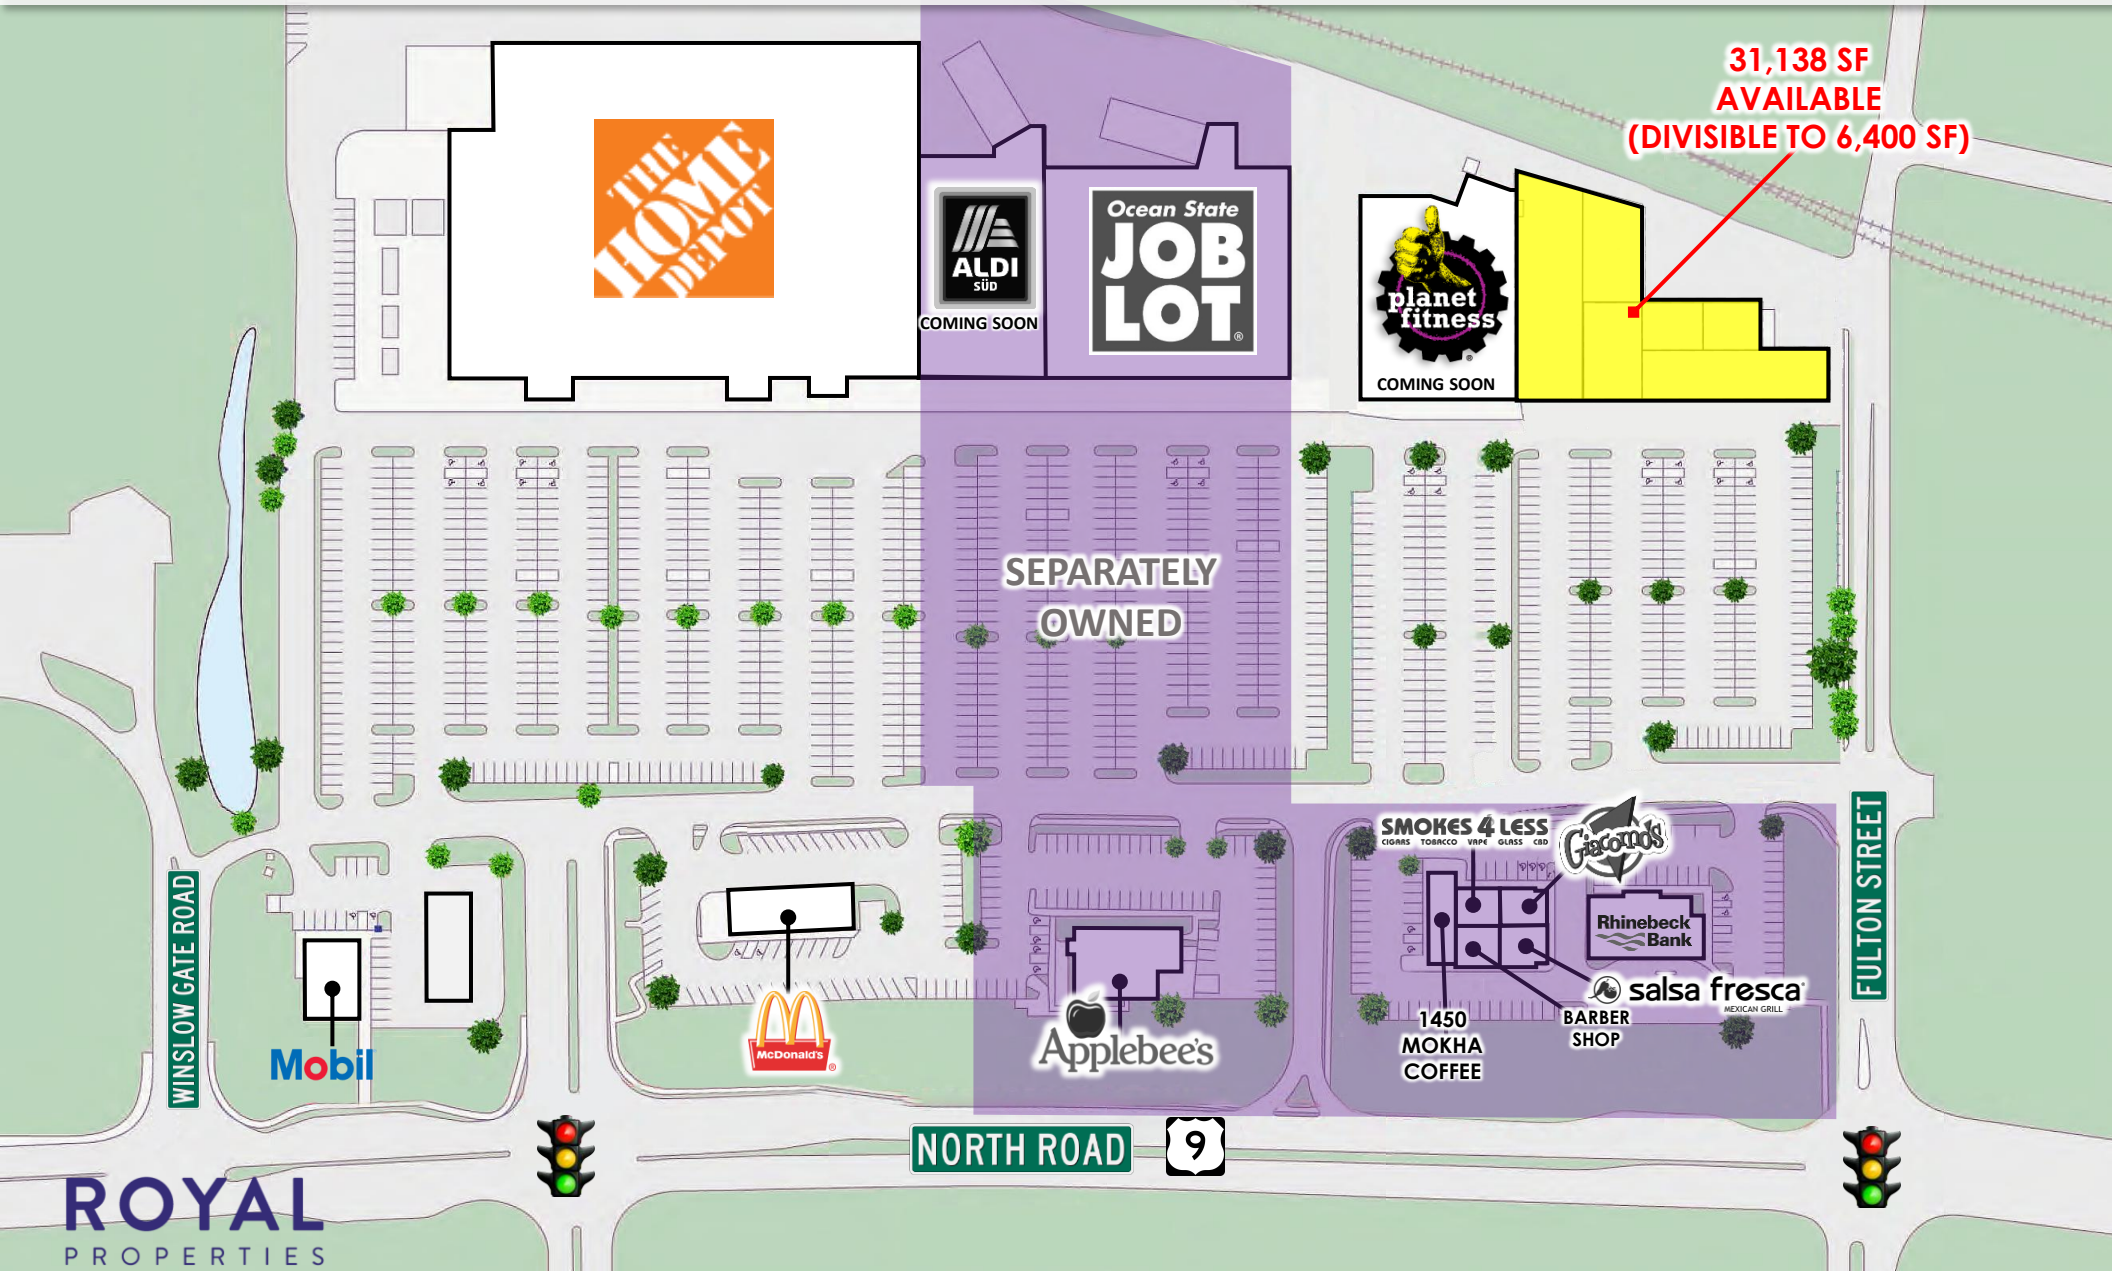 31,138 SF
AVAILABLE
(DIVISIBLE TO 6,400 SF)
THE
HOME
DEPOT
ALDI
SÜD
COMING SOON
Ocean State
JOB
LOT
®
planet
fitness
®
COMING SOON
SEPARATELY
OWNED
SMOKES 4 LESS
CIGARS TOBACCO VAPE GLASS CBD
Giacomo's
Rhinebeck
Bank
salsa fresca
MEXICAN GRILL
1450
MOKHA
COFFEE
BARBER
SHOP
Applebee's
McDonald's
®
Mobil
WINSLOW GATE ROAD
FULTON STREET
NORTH ROAD
9
ROYAL
PROPERTIES